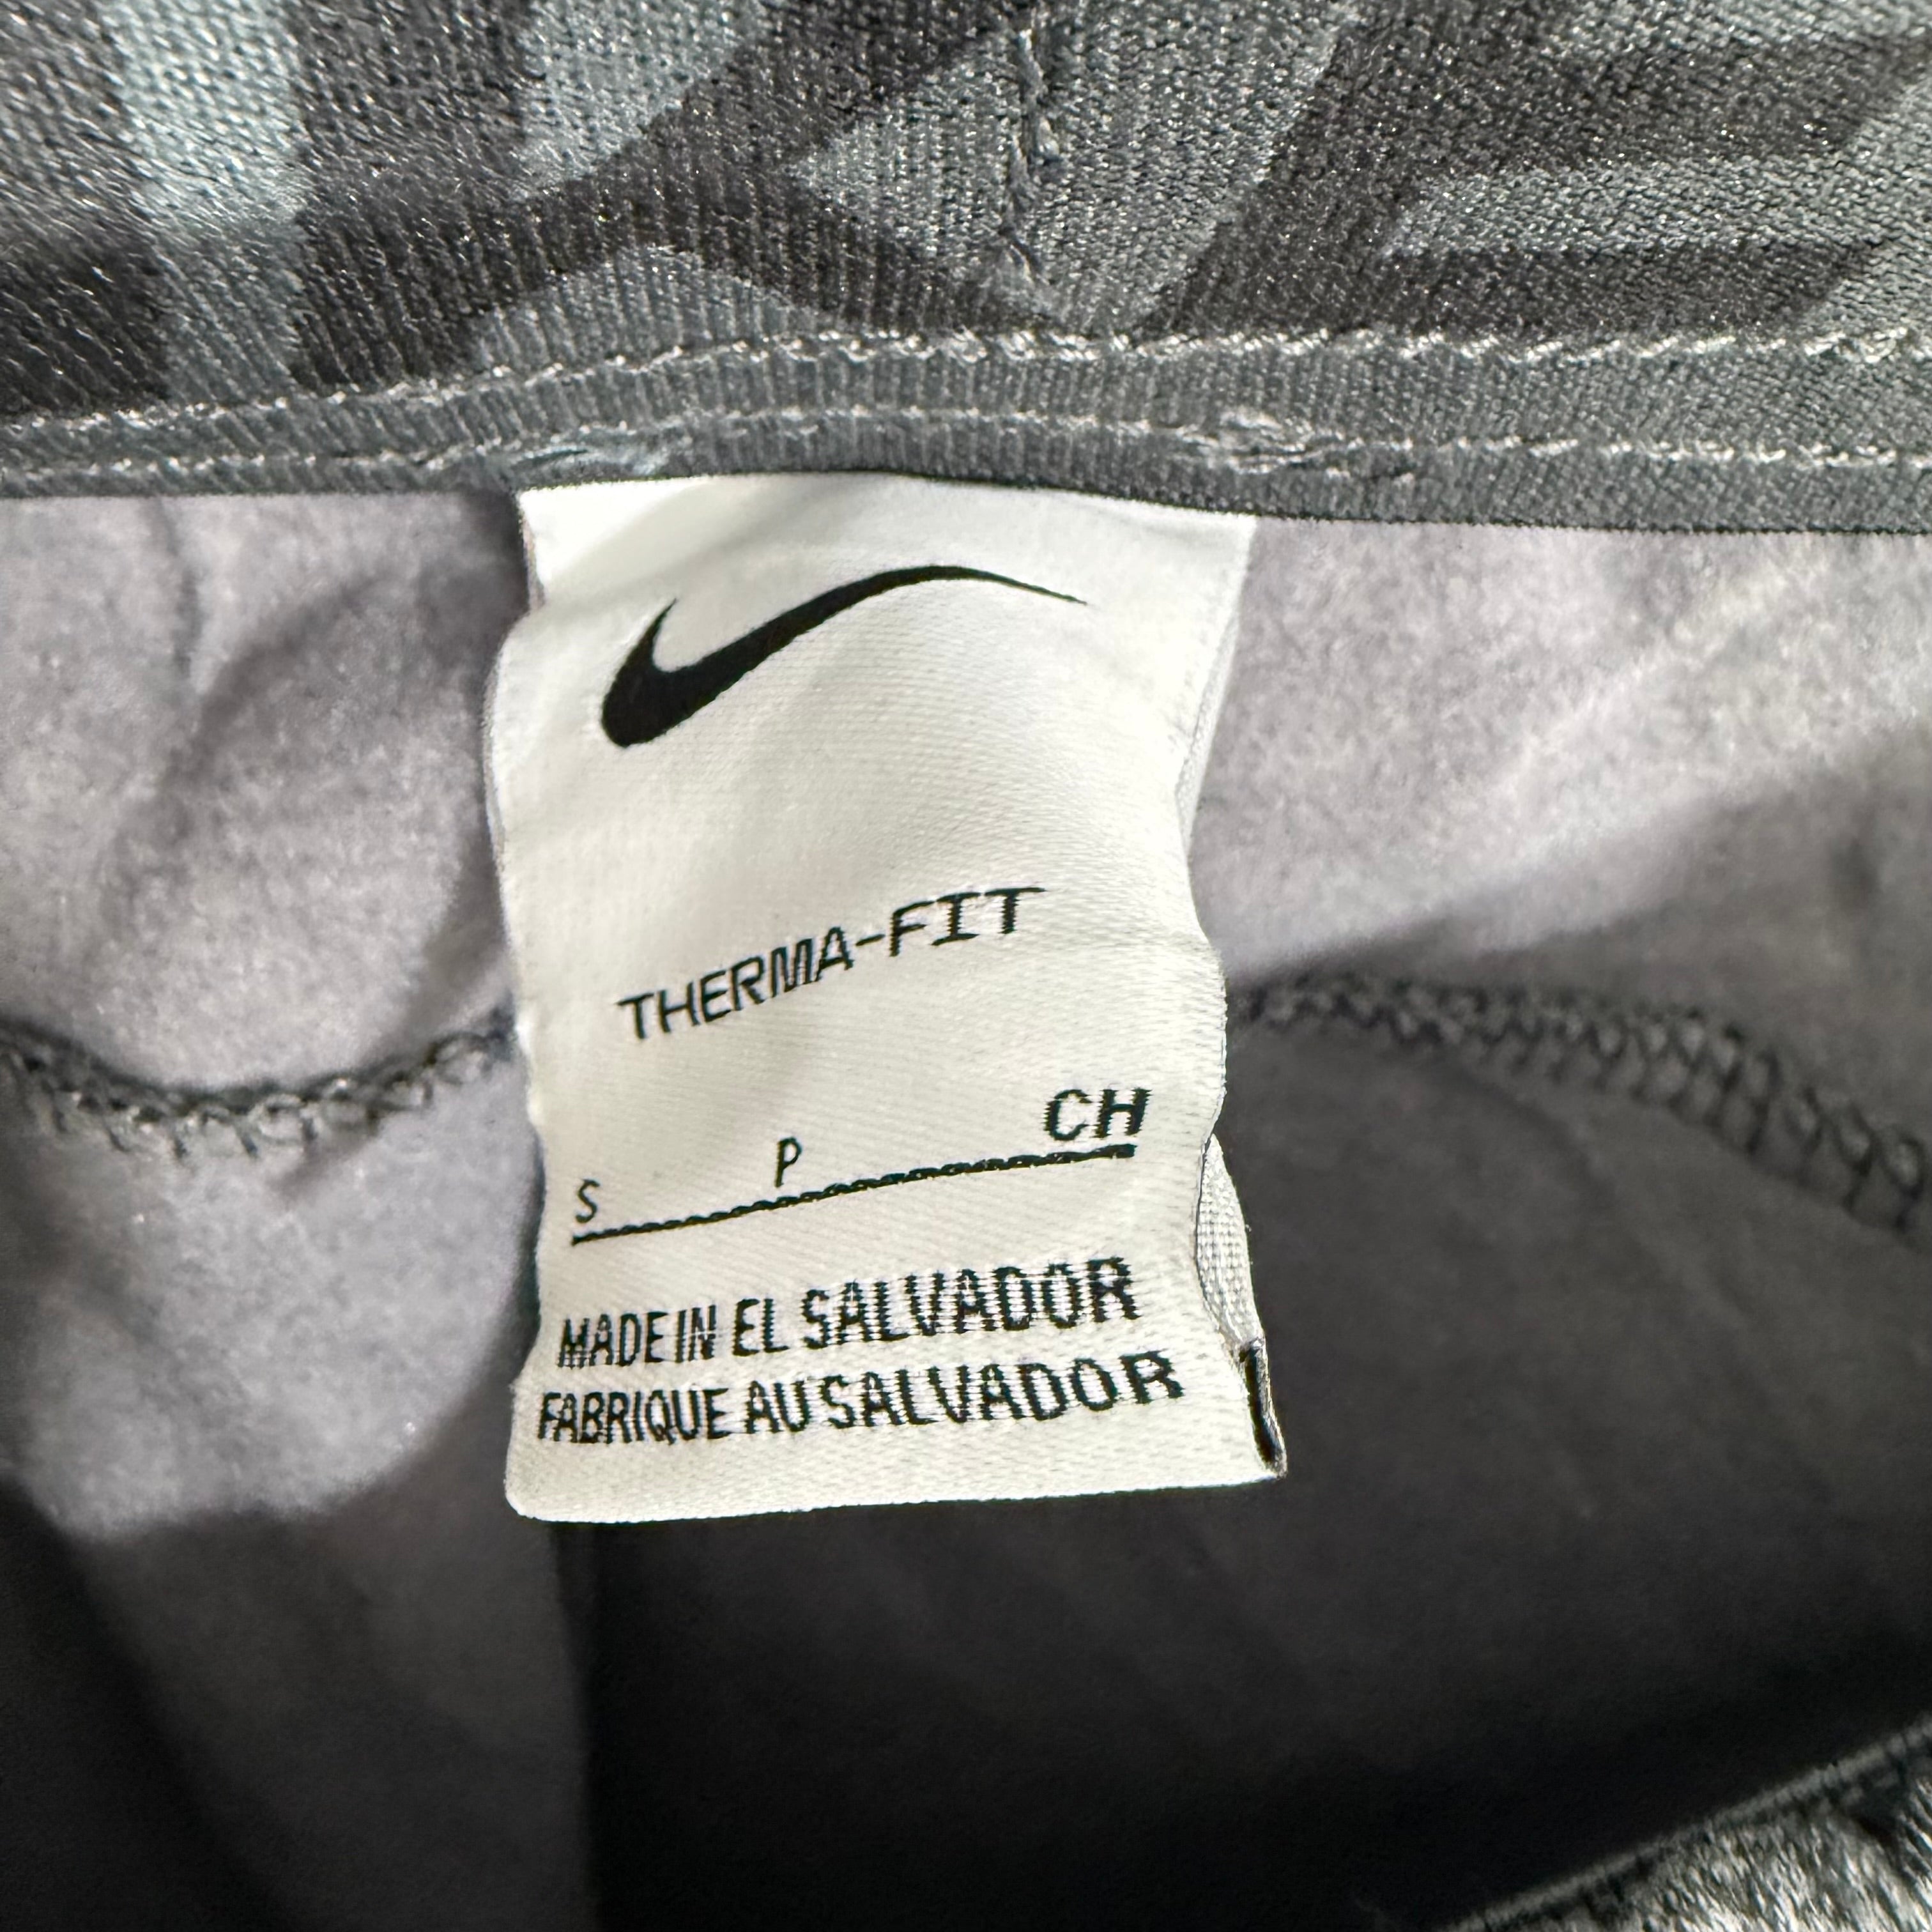 THERMA-FIT
S P CH
MADE IN EL SALVADOR
FABRIQUE AU SALVADOR